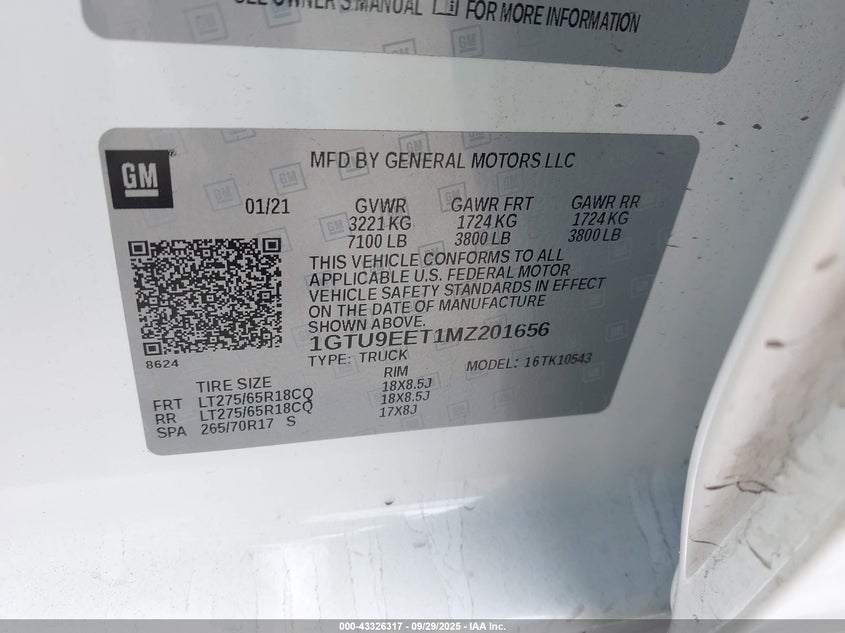 SEE OWNER'S MANUAL FOR MORE INFORMATION
GM
MFD BY GENERAL MOTORS LLC
01/21 GVWR GAWR FRT GAWR RR
3221 KG 1724 KG 1724 KG
7100 LB 3800 LB 3800 LB
THIS VEHICLE CONFORMS TO ALL
APPLICABLE U.S. FEDERAL MOTOR
VEHICLE SAFETY STANDARDS IN EFFECT
ON THE DATE OF MANUFACTURE
SHOWN ABOVE.
1GTU9EET1MZ201656
8624
TYPE: TRUCK MODEL: 16TK10543
TIRE SIZE RIM
FRT LT275/65R18CQ 18X8.5J
RR LT275/65R18CQ 18X8.5J
SPA 265/70R17 S 17X8J
000-43326317 - 09/29/2025 - IAA Inc.